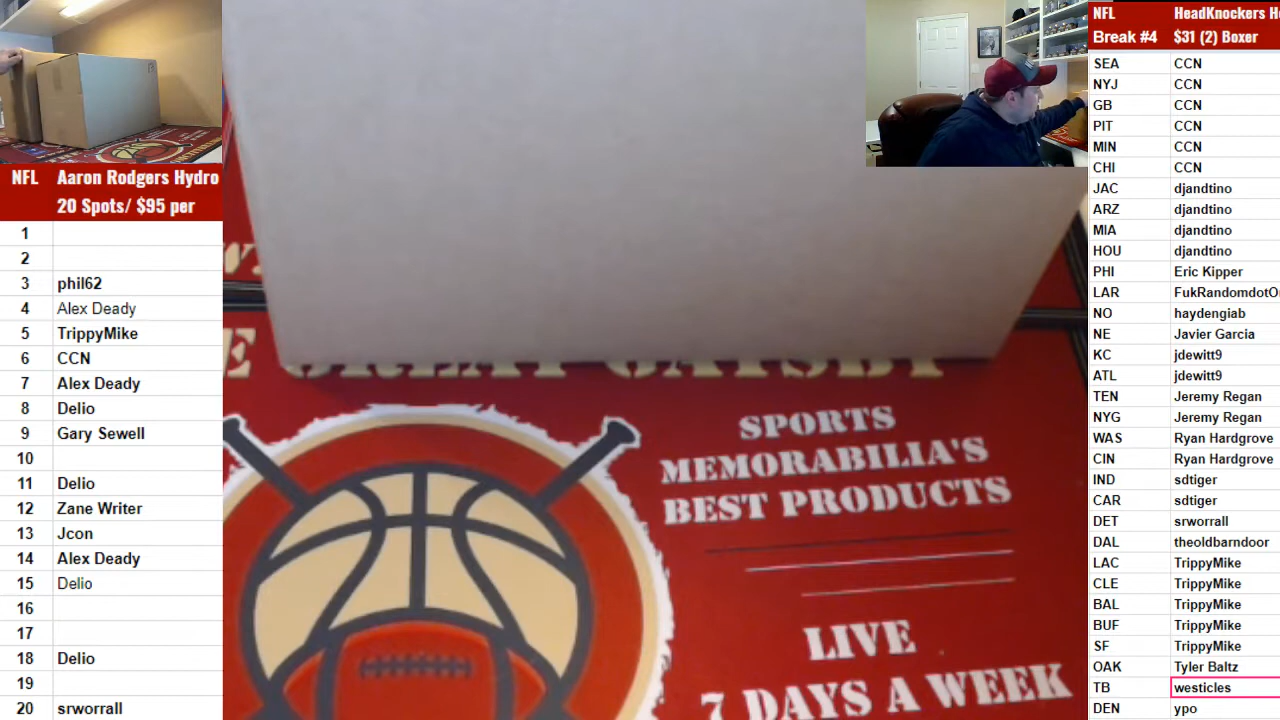 NFL Aaron Rodgers Hydro
20 Spots/ $95 per
1
2
3 phil62
4 Alex Deady
5 TrippyMike
6 CCN
7 Alex Deady
8 Delio
9 Gary Sewell
10
11 Delio
12 Zane Writer
13 Jcon
14 Alex Deady
15 Delio
16
17
18 Delio
19
20 srworrall
GREAT GATSBY
SPORTS
MEMORABILIA'S
BEST PRODUCTS
LIVE
7 DAYS A WEEK
NFL HeadKnockers
Break #4 $31 (2) Boxer
SEA CCN
NYJ CCN
GB CCN
PIT CCN
MIN CCN
CHI CCN
JAC djandtino
ARZ djandtino
MIA djandtino
HOU djandtino
PHI Eric Kipper
LAR FukRandomdotO
NO haydengiab
NE Javier Garcia
KC jdewitt9
ATL jdewitt9
TEN Jeremy Regan
NYG Jeremy Regan
WAS Ryan Hardgrove
CIN Ryan Hardgrove
IND sdtiger
CAR sdtiger
DET srworrall
DAL theoldbarndoor
LAC TrippyMike
CLE TrippyMike
BAL TrippyMike
BUF TrippyMike
SF TrippyMike
OAK Tyler Baltz
TB westicles
DEN ypo